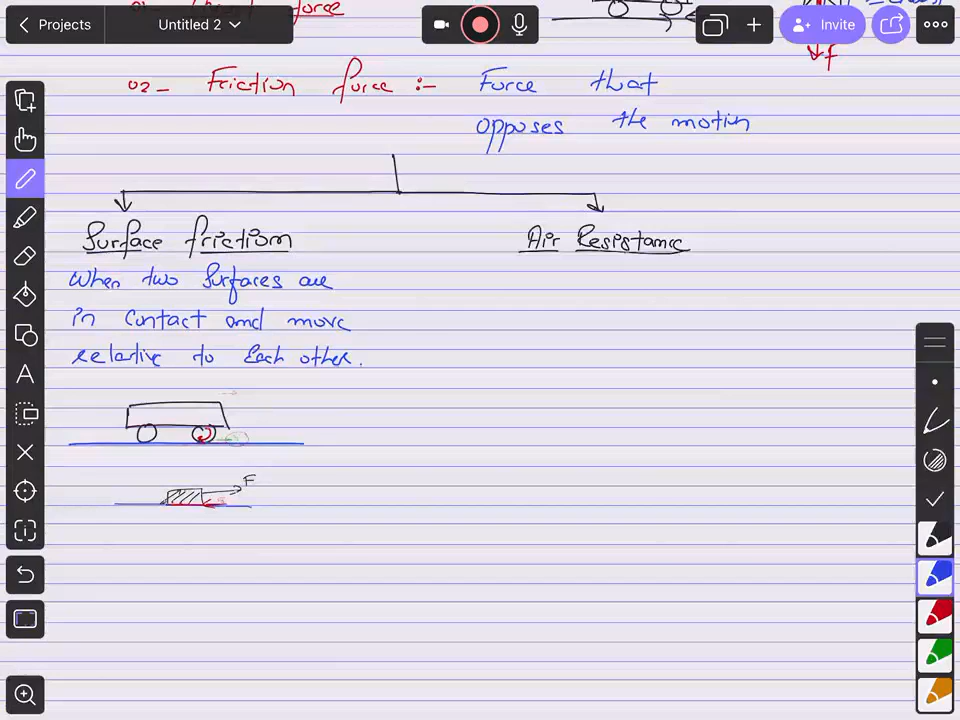 Projects
Untitled 2
Invite
force
f
02- Friction force :- Force that
opposes the motion
Surface friction
Air Resistance
When two Surfaces are
in Contact and move
relative to Each other.
F